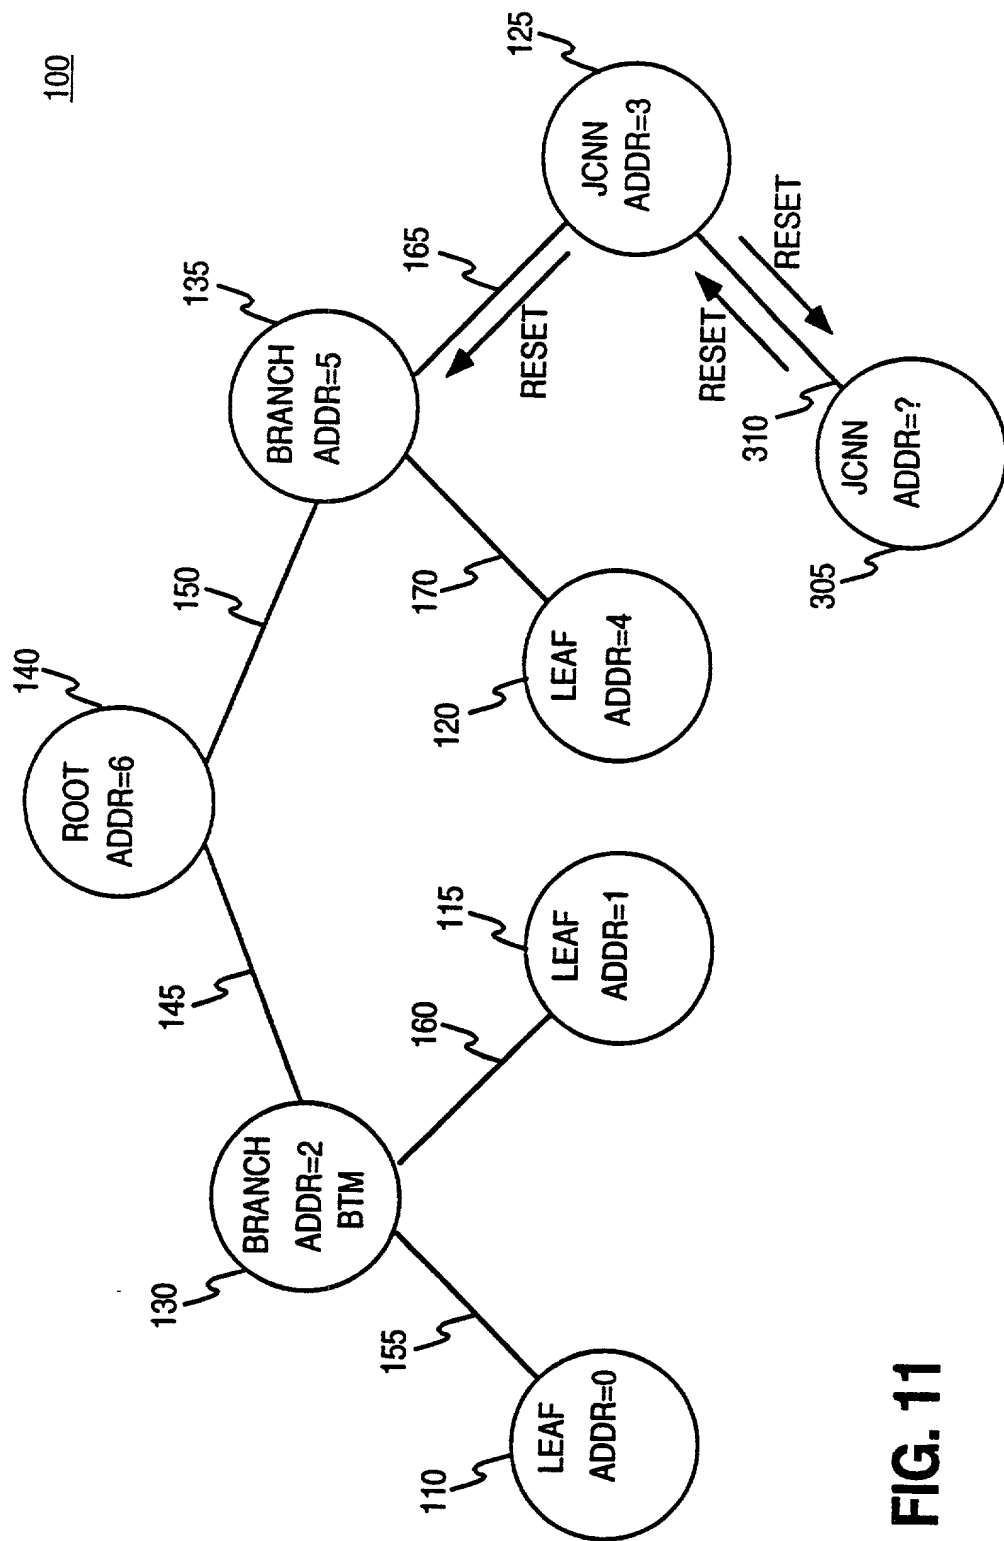 100
140
ROOT
ADDR=6
145
150
130
BRANCH
ADDR=2
BTM
135
BRANCH
ADDR=5
155
160
170
165
RESET
110
LEAF
ADDR=0
115
LEAF
ADDR=1
120
LEAF
ADDR=4
125
JCNN
ADDR=3
RESET
RESET
310
305
JCNN
ADDR=?
FIG. 11